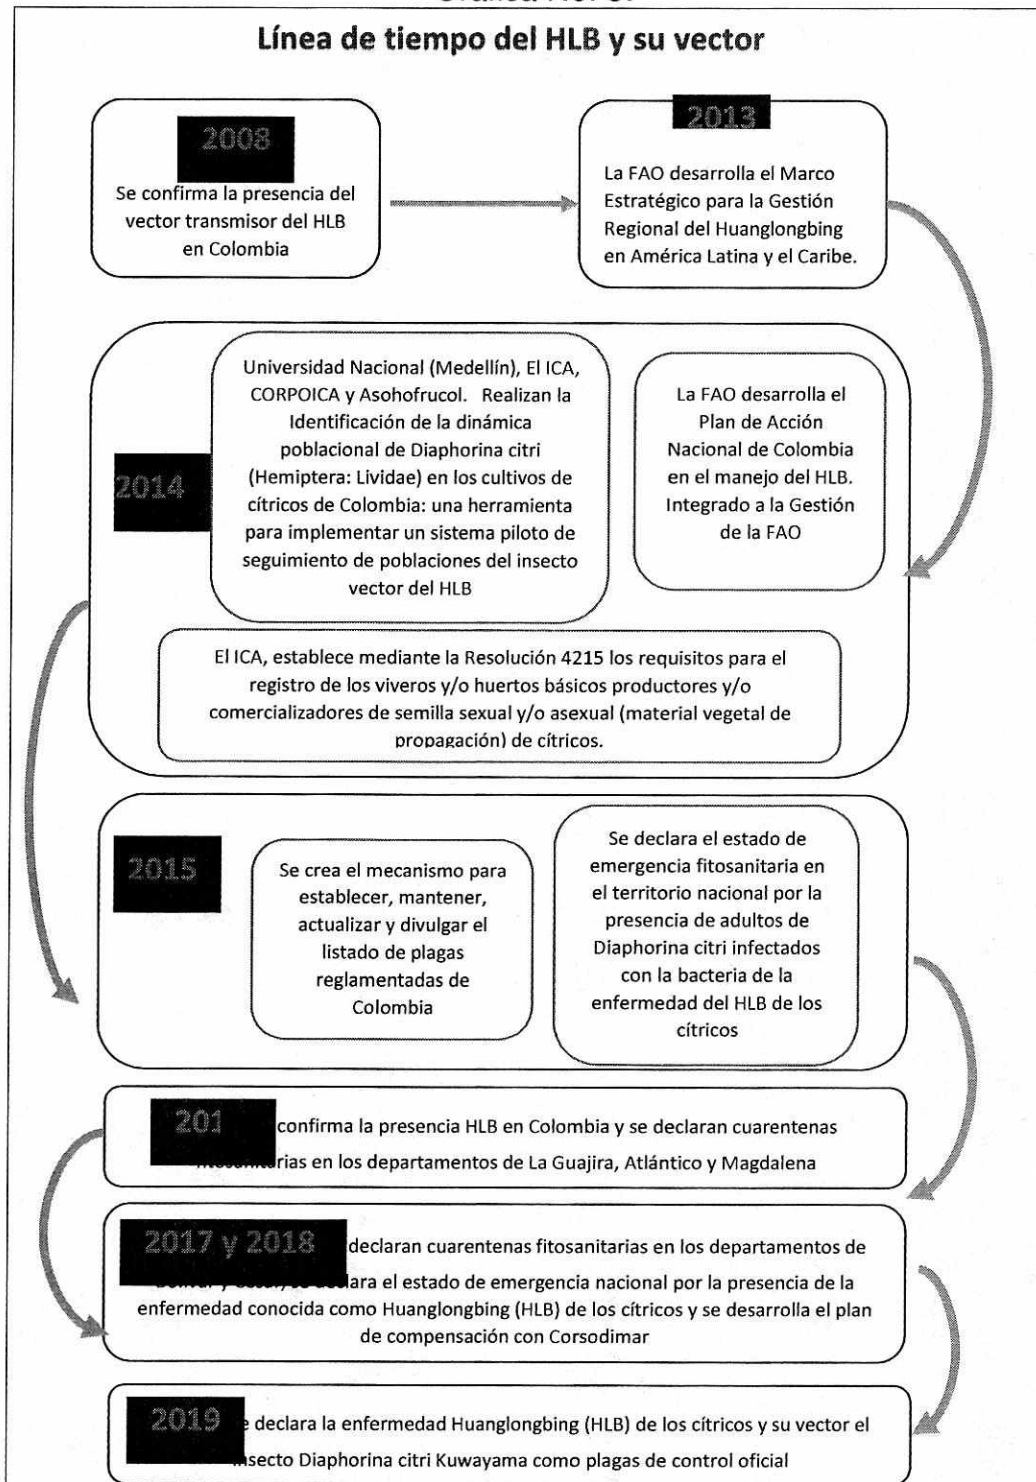 Línea de tiempo del HLB y su vector
2008
Se confirma la presencia del
vector transmisor del HLB
en Colombia
2013
La FAO desarrolla el Marco
Estratégico para la Gestión
Regional del Huanglongbing
en América Latina y el Caribe.
2014
Universidad Nacional (Medellín), El ICA,
CORPOICA y Asohofrucol. Realizan la
Identificación de la dinámica
poblacional de Diaphorina citri
(Hemiptera: Lividae) en los cultivos de
cítricos de Colombia: una herramienta
para implementar un sistema piloto de
seguimiento de poblaciones del insecto
vector del HLB
La FAO desarrolla el
Plan de Acción
Nacional de Colombia
en el manejo del HLB.
Integrado a la Gestión
de la FAO
El ICA, establece mediante la Resolución 4215 los requisitos para el
registro de los viveros y/o huertos básicos productores y/o
comercializadores de semilla sexual y/o asexual (material vegetal de
propagación) de cítricos.
2015
Se crea el mecanismo para
establecer, mantener,
actualizar y divulgar el
listado de plagas
reglamentadas de
Colombia
Se declara el estado de
emergencia fitosanitaria en
el territorio nacional por la
presencia de adultos de
Diaphorina citri infectados
con la bacteria de la
enfermedad del HLB de los
cítricos
201
confirma la presencia HLB en Colombia y se declaran cuarentenas
en los departamentos de La Guajira, Atlántico y Magdalena
2017 y 2018
declaran cuarentenas fitosanitarias en los departamentos de
el estado de emergencia nacional por la presencia de la
enfermedad conocida como Huanglongbing (HLB) de los cítricos y se desarrolla el plan
de compensación con Corsodimar
2019
declara la enfermedad Huanglongbing (HLB) de los cítricos y su vector el
insecto Diaphorina citri Kuwayama como plagas de control oficial